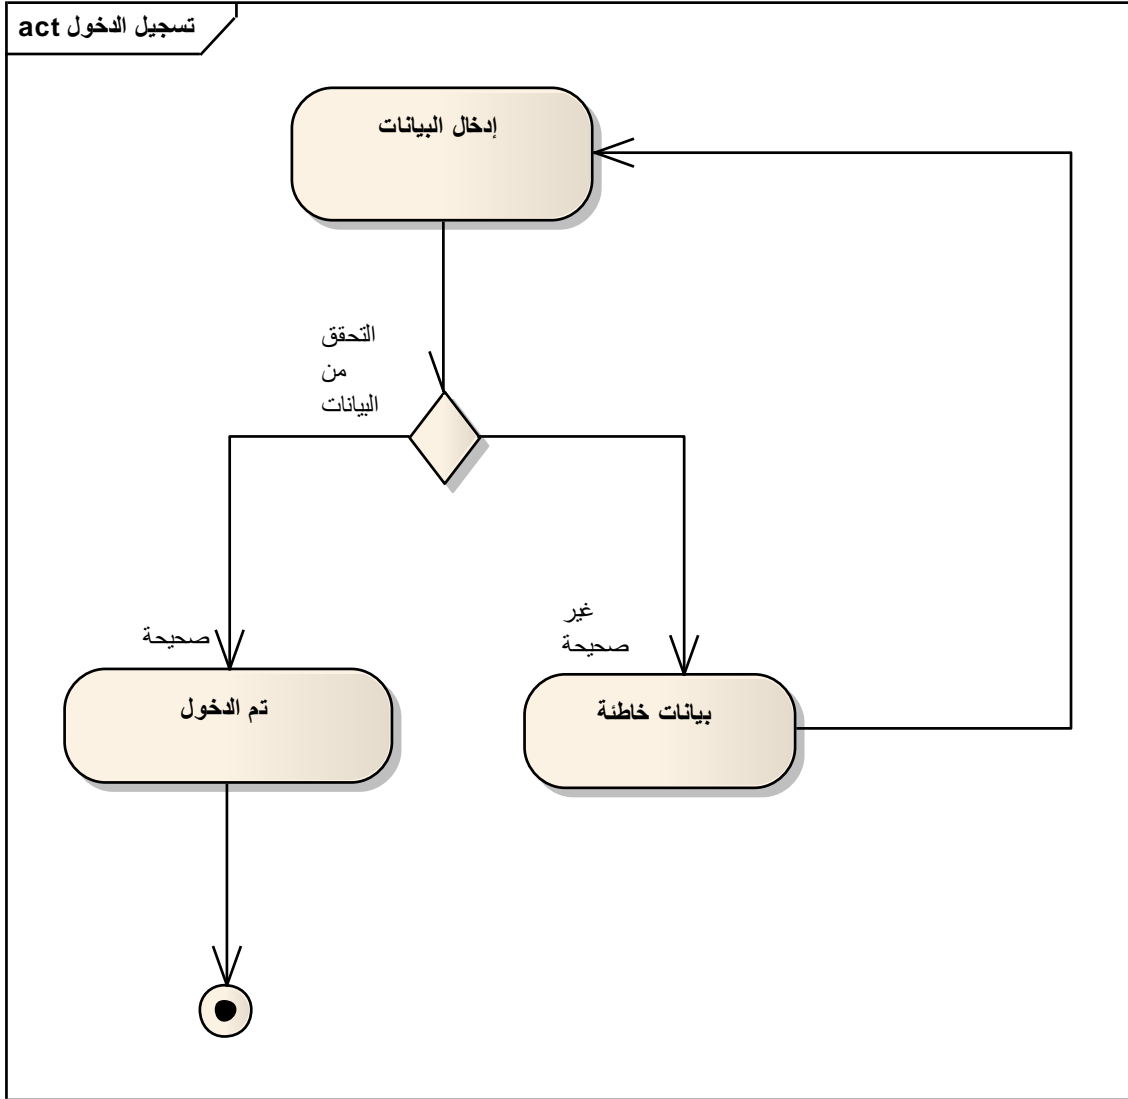 act تسجيل الدخول
إدخال البيانات
التحقق
من
البيانات
صحيحة
غير
صحيحة
تم الدخول
بيانات خاطئة